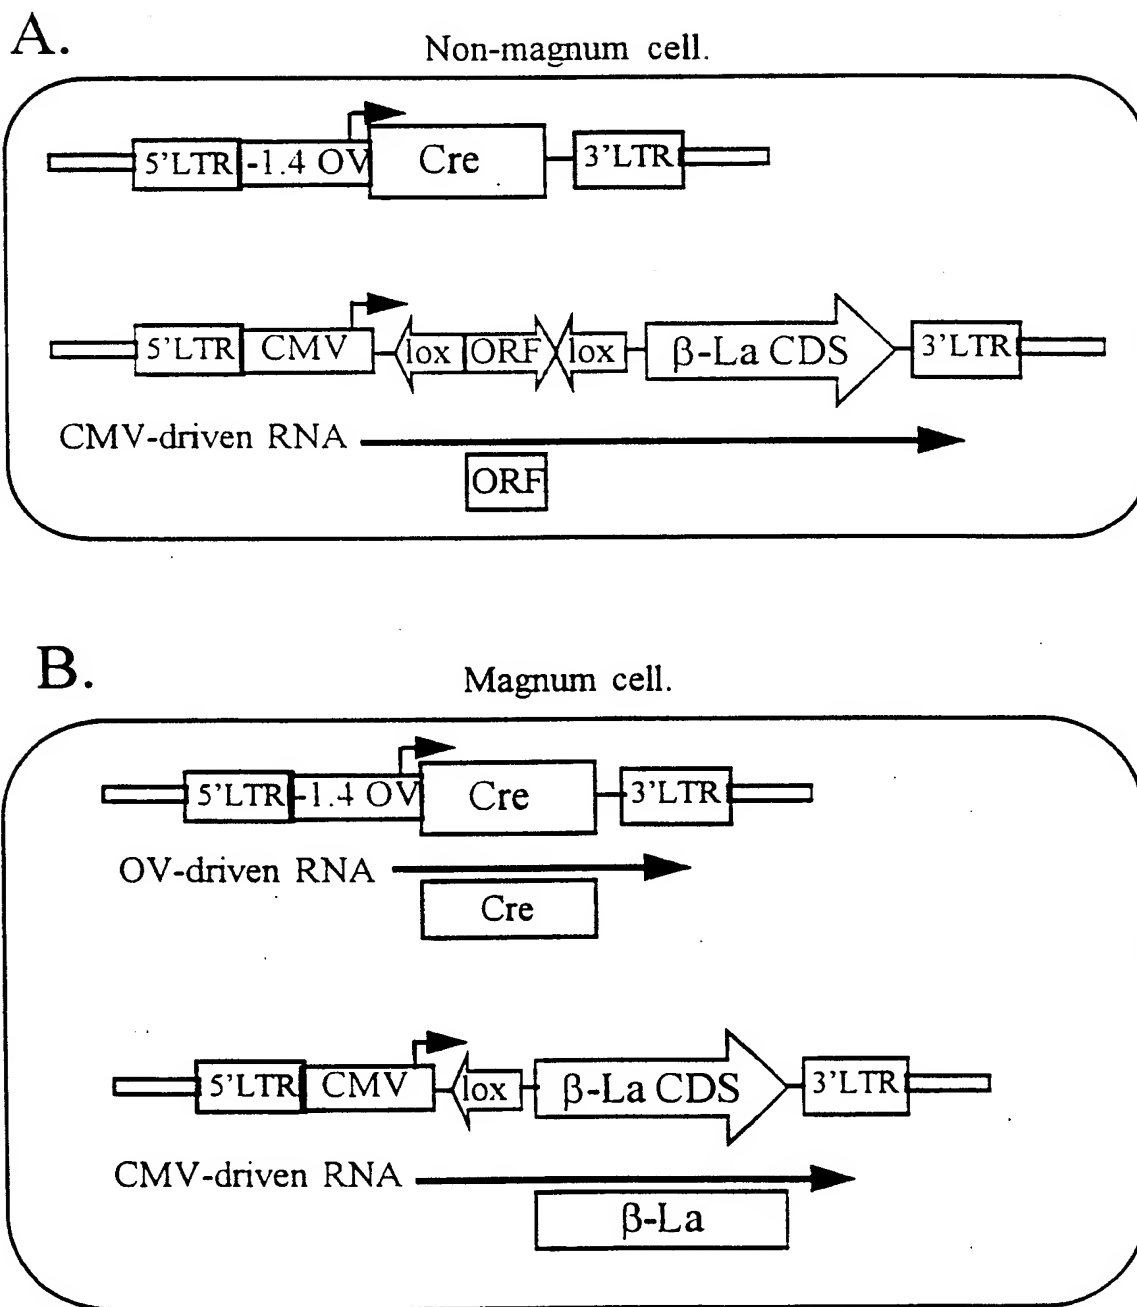 A.
Non-magnum cell.
5'LTR -1.4 OV Cre 3'LTR
5'LTR CMV lox ORF lox β-La CDS 3'LTR
CMV-driven RNA
ORF
B.
Magnum cell.
5'LTR -1.4 OV Cre 3'LTR
OV-driven RNA
Cre
5'LTR CMV lox β-La CDS 3'LTR
CMV-driven RNA
β-La